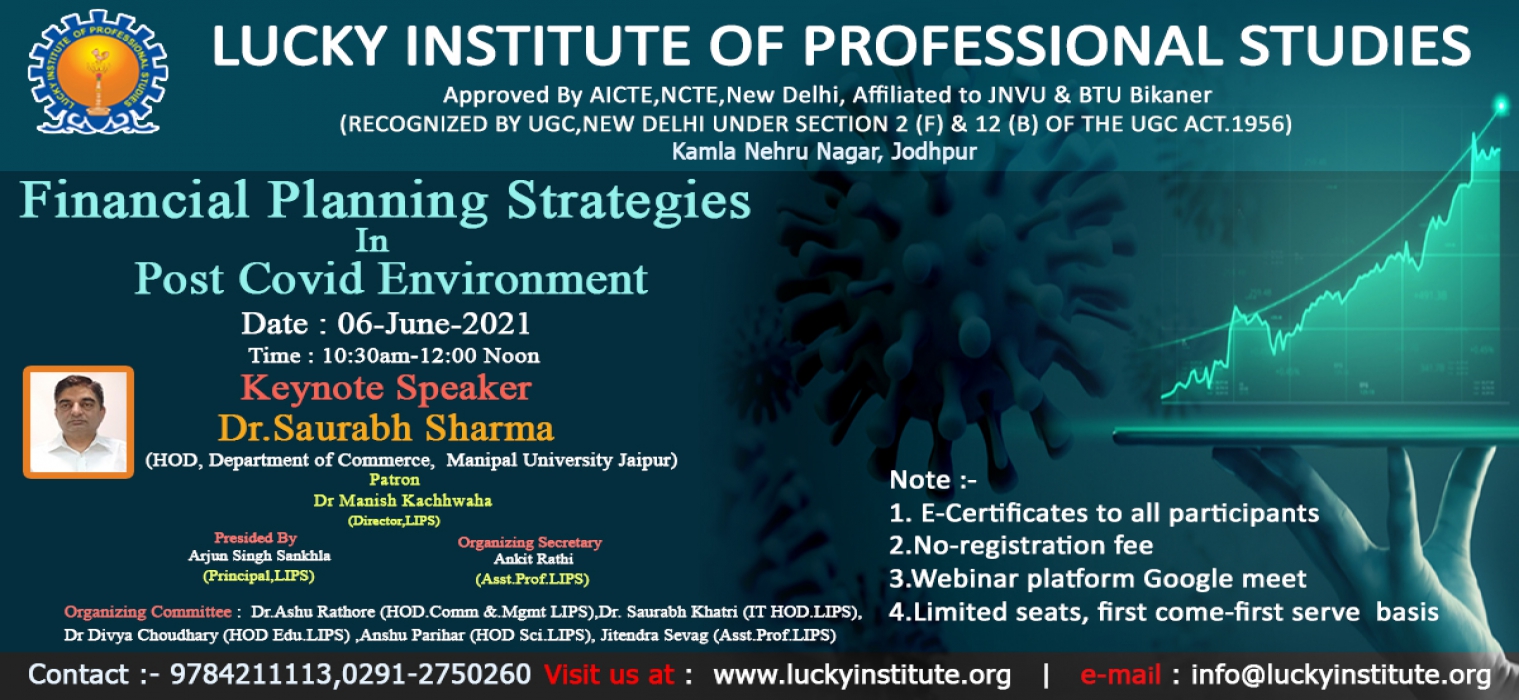 LUCKY INSTITUTE OF PROFESSIONAL STUDIES
LUCKY INSTITUTE OF PROFESSIONAL STUDIES
Approved By AICTE,NCTE,New Delhi, Affiliated to JNVU & BTU Bikaner
(RECOGNIZED BY UGC,NEW DELHI UNDER SECTION 2 (F) & 12 (B) OF THE UGC ACT.1956)
Kamla Nehru Nagar, Jodhpur
Financial Planning Strategies
In
Post Covid Environment
Date : 06-June-2021
Time : 10:30am-12:00 Noon
Keynote Speaker
Dr.Saurabh Sharma
(HOD, Department of Commerce, Manipal University Jaipur)
Patron
Dr Manish Kachhwaha
(Director,LIPS)
Presided By
Arjun Singh Sankhla
(Principal,LIPS)
Organizing Secretary
Ankit Rathi
(Asst.Prof.LIPS)
Organizing Committee : Dr.Ashu Rathore (HOD.Comm &.Mgmt LIPS),Dr. Saurabh Khatri (IT HOD.LIPS),
Dr Divya Choudhary (HOD Edu.LIPS) ,Anshu Parihar (HOD Sci.LIPS), Jitendra Sevag (Asst.Prof.LIPS)
Note :-
1. E-Certificates to all participants
2.No-registration fee
3.Webinar platform Google meet
4.Limited seats, first come-first serve basis
Contact :- 9784211113,0291-2750260 Visit us at : www.luckyinstitute.org | e-mail : info@luckyinstitute.org